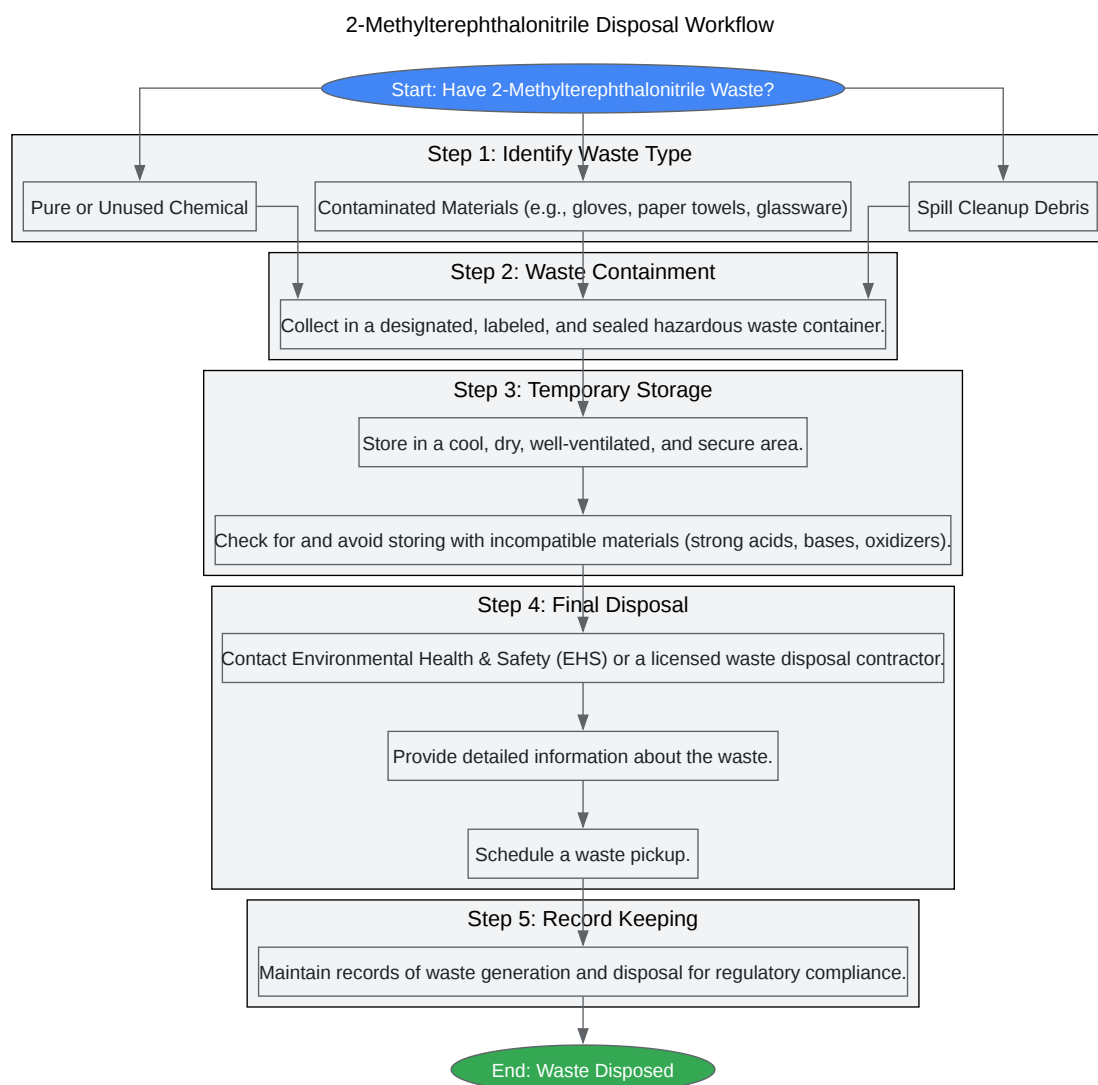 2-Methylterephthalonitrile Disposal Workflow
Start: Have 2-Methylterephthalonitrile Waste?
Step 1: Identify Waste Type
Pure or Unused Chemical
Contaminated Materials (e.g., gloves, paper towels, glassware)
Spill Cleanup Debris
Step 2: Waste Containment
Collect in a designated, labeled, and sealed hazardous waste container.
Step 3: Temporary Storage
Store in a cool, dry, well-ventilated, and secure area.
Check for and avoid storing with incompatible materials (strong acids, bases, oxidizers).
Step 4: Final Disposal
Contact Environmental Health & Safety (EHS) or a licensed waste disposal contractor.
Provide detailed information about the waste.
Schedule a waste pickup.
Step 5: Record Keeping
Maintain records of waste generation and disposal for regulatory compliance.
End: Waste Disposed